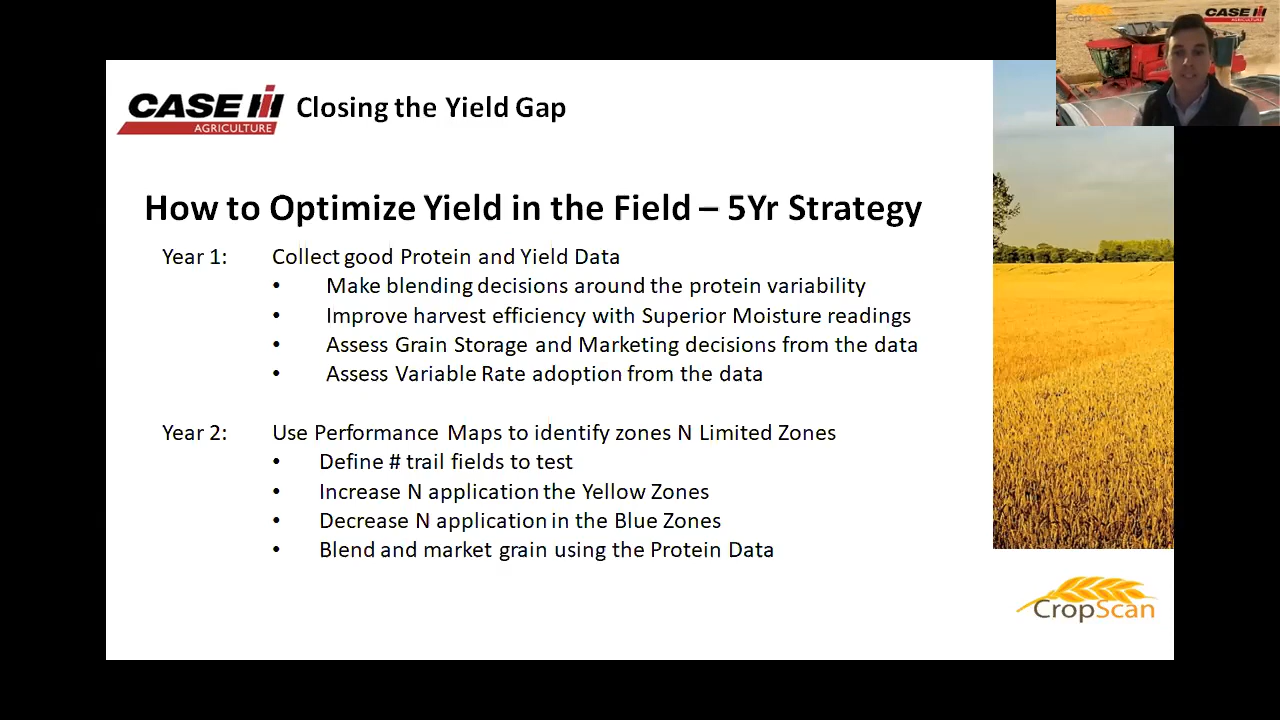 CropScan
CASE IH
AGRICULTURE
CASE IH
AGRICULTURE
Closing the Yield Gap
How to Optimize Yield in the Field – 5Yr Strategy
Year 1: Collect good Protein and Yield Data
• Make blending decisions around the protein variability
• Improve harvest efficiency with Superior Moisture readings
• Assess Grain Storage and Marketing decisions from the data
• Assess Variable Rate adoption from the data
Year 2: Use Performance Maps to identify zones N Limited Zones
• Define # trail fields to test
• Increase N application the Yellow Zones
• Decrease N application in the Blue Zones
• Blend and market grain using the Protein Data
CropScan